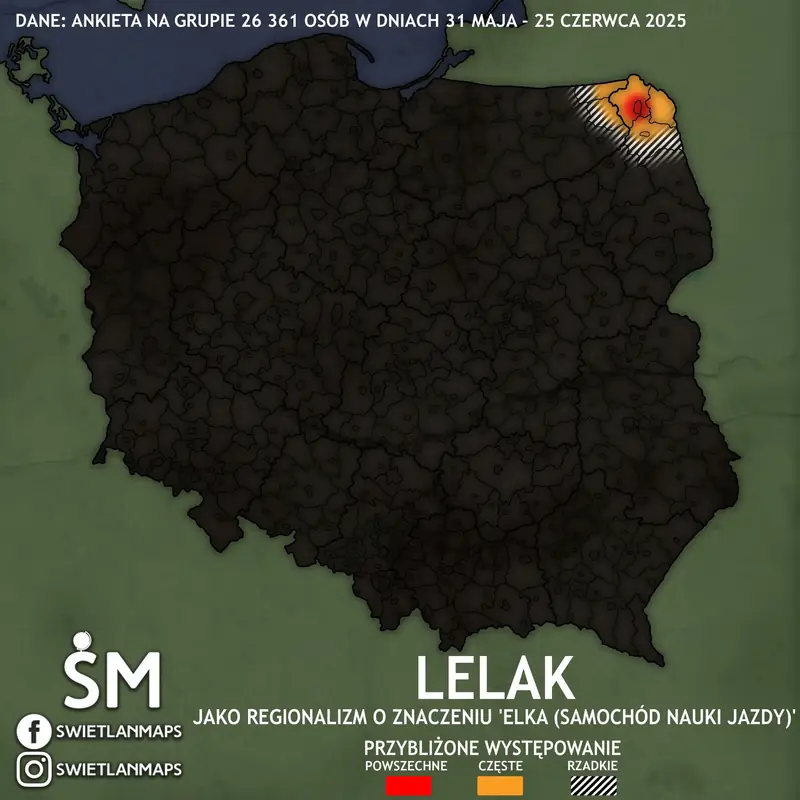 DANE: ANKIETA NA GRUPIE 26 361 OSÓB W DNIACH 31 MAJA - 25 CZERWCA 2025
ŚM
SWIETLANMAPS
SWIETLANMAPS
LELAK
JAKO REGIONALIZM O ZNACZENIU 'ELKA (SAMOCHÓD NAUKI JAZDY)'
PRZYBLIŻONE WYSTĘPOWANIE
POWSZECHNE CZĘSTE RZADKIE